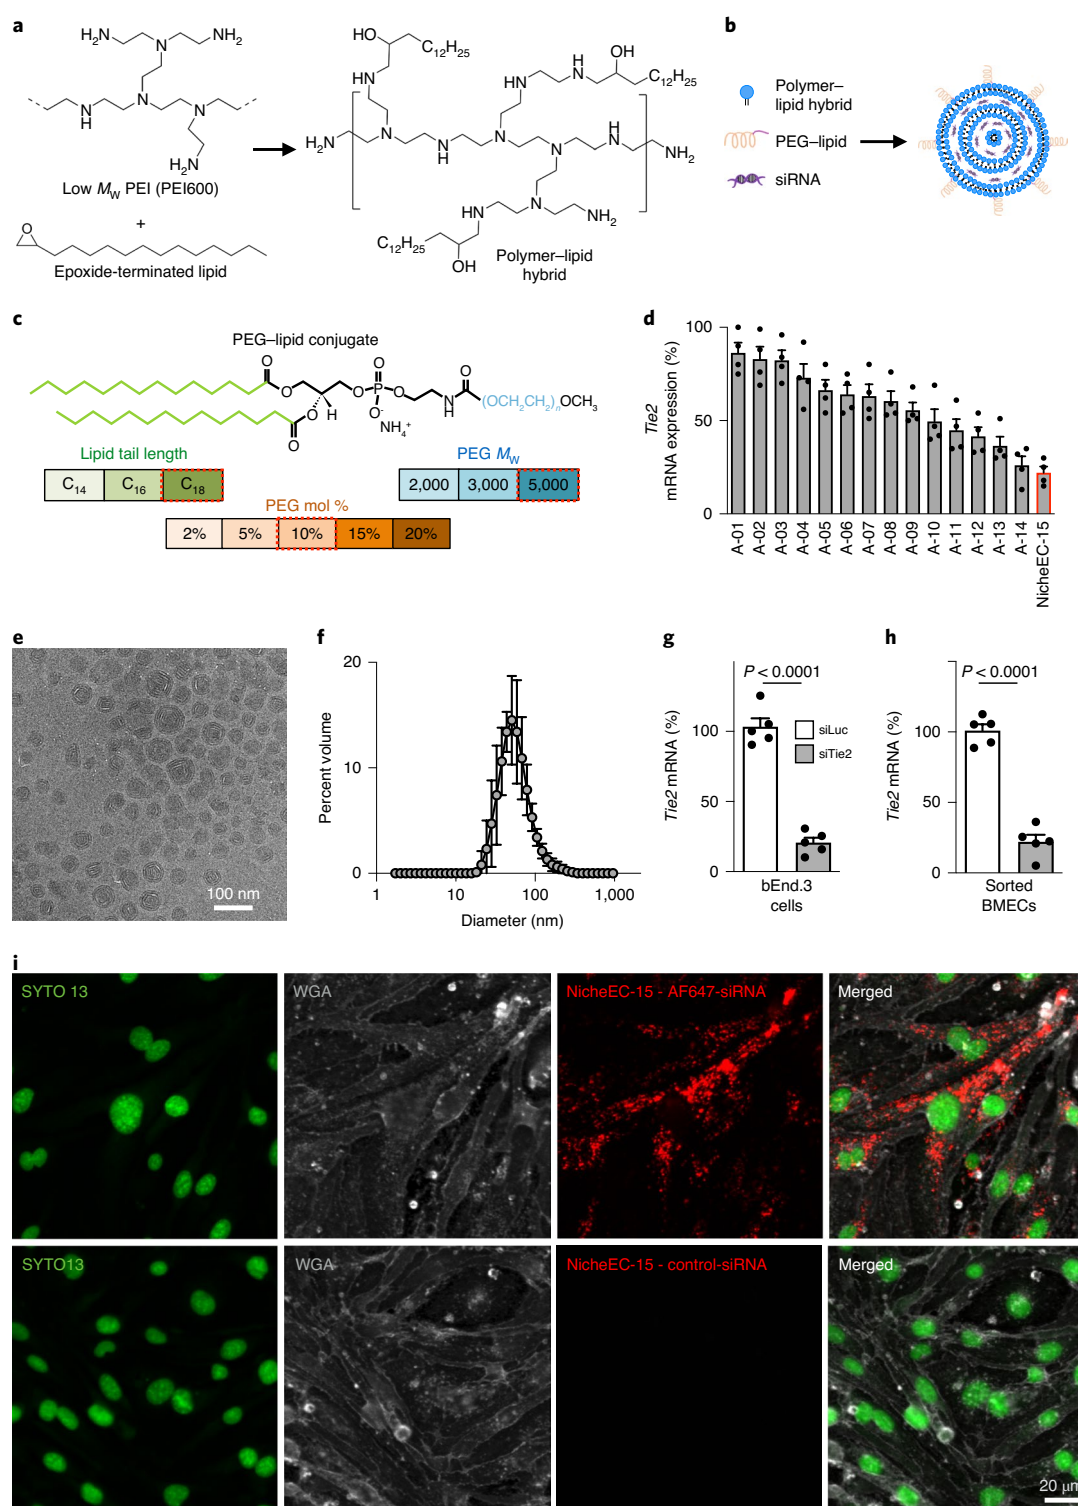 a
H₂N
NH₂
N
N
N
H
N
N
H₂N
Low M_W PEI (PEI600)
+
O
Epoxide-terminated lipid
HO
C₁₂H₂₅
HN
H₂N
N
N
H
N
N
H
N
OH
C₁₂H₂₅
N
H
N
NH₂
HN
N
NH₂
C₁₂H₂₅
OH
Polymer–lipid
hybrid
b
Polymer–
lipid hybrid
PEG–lipid
siRNA
c
PEG–lipid conjugate
O
O
O
O
H
O
O
P
O
O⁻
NH₄⁺
N
H
O
(OCH₂CH₂)ₙOCH₃
Lipid tail length
C₁₄ C₁₆ C₁₈
PEG M_W
2,000 3,000 5,000
PEG mol %
2% 5% 10% 15% 20%
d
Tie2
mRNA expression (%)
100
50
0
A-01
A-02
A-03
A-04
A-05
A-06
A-07
A-08
A-09
A-10
A-11
A-12
A-13
A-14
NicheEC-15
e
100 nm
f
Percent volume
20
10
0
1 10 100 1,000
Diameter (nm)
g
P < 0.0001
Tie2 mRNA (%)
100
50
0
siLuc
siTie2
bEnd.3
cells
h
P < 0.0001
Tie2 mRNA (%)
100
50
0
Sorted
BMECs
i
SYTO 13
WGA
NicheEC-15 - AF647-siRNA
Merged
SYTO13
WGA
NicheEC-15 - control-siRNA
Merged
20 μm